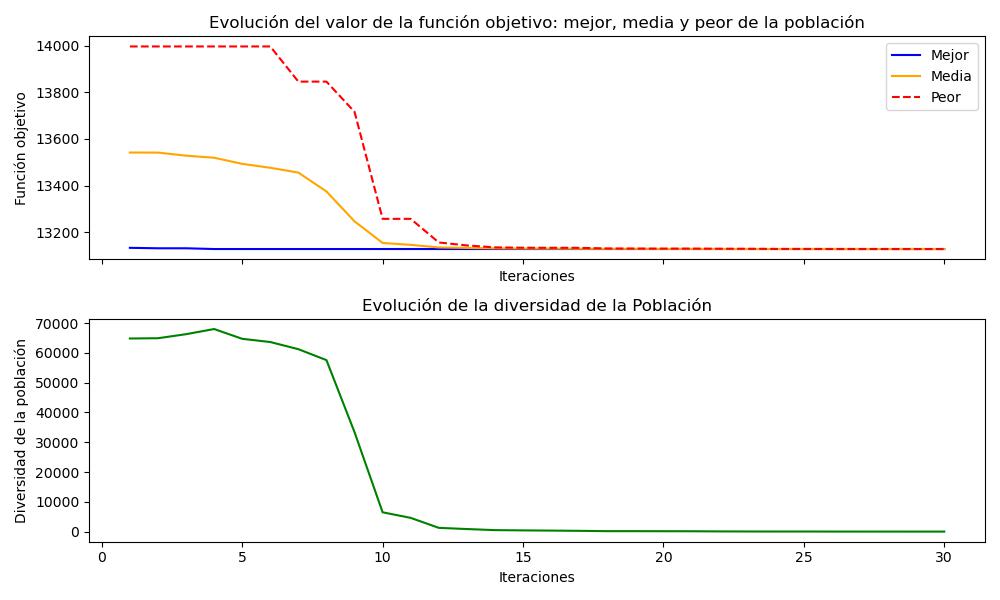 Evolución del valor de la función objetivo: mejor, media y peor de la población
14000
13800
13600
13400
13200
Función objetivo
Mejor
Media
Peor
Iteraciones
Evolución de la diversidad de la Población
70000
60000
50000
40000
30000
20000
10000
0
Diversidad de la población
0 5 10 15 20 25 30
Iteraciones